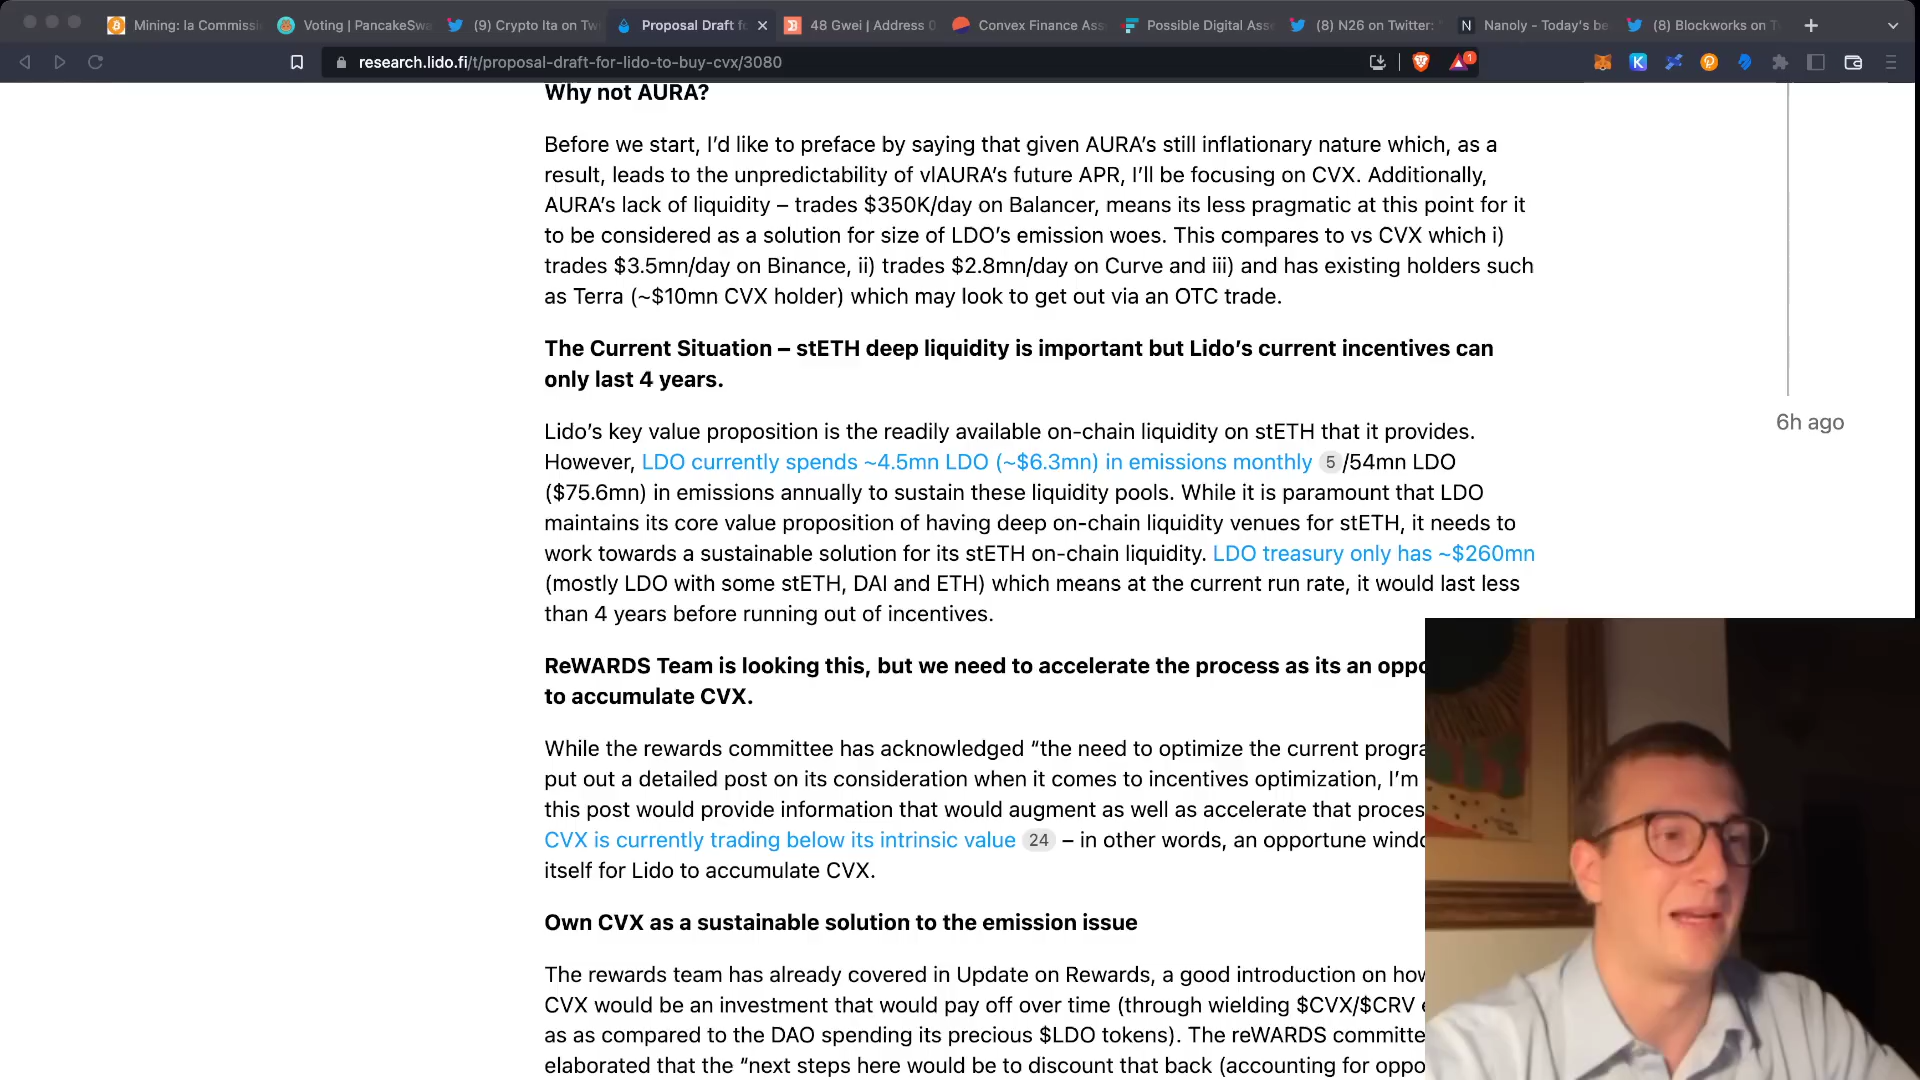 Mining: la Commissi
Voting | PancakeSwa
(9) Crypto Ita on Tw
Proposal Draft fo
48 Gwei | Address 0
Convex Finance Ass
Possible Digital Ass
(8) N26 on Twitter: "
Nanoly - Today's be
(8) Blockworks on T
research.lido.fi/t/proposal-draft-for-lido-to-buy-cvx/3080
1
Why not AURA?
Before we start, I’d like to preface by saying that given AURA’s still inflationary nature which, as a
result, leads to the unpredictability of vlAURA’s future APR, I’ll be focusing on CVX. Additionally,
AURA’s lack of liquidity – trades $350K/day on Balancer, means its less pragmatic at this point for it
to be considered as a solution for size of LDO’s emission woes. This compares to vs CVX which i)
trades $3.5mn/day on Binance, ii) trades $2.8mn/day on Curve and iii) and has existing holders such
as Terra (~$10mn CVX holder) which may look to get out via an OTC trade.
The Current Situation – stETH deep liquidity is important but Lido’s current incentives can
only last 4 years.
6h ago
Lido’s key value proposition is the readily available on-chain liquidity on stETH that it provides.
However, LDO currently spends ~4.5mn LDO (~$6.3mn) in emissions monthly 5 /54mn LDO
($75.6mn) in emissions annually to sustain these liquidity pools. While it is paramount that LDO
maintains its core value proposition of having deep on-chain liquidity venues for stETH, it needs to
work towards a sustainable solution for its stETH on-chain liquidity. LDO treasury only has ~$260mn
(mostly LDO with some stETH, DAI and ETH) which means at the current run rate, it would last less
than 4 years before running out of incentives.
ReWARDS Team is looking this, but we need to accelerate the process as its an oppo
to accumulate CVX.
While the rewards committee has acknowledged “the need to optimize the current progra
put out a detailed post on its consideration when it comes to incentives optimization, I’m
this post would provide information that would augment as well as accelerate that proces
CVX is currently trading below its intrinsic value 24 – in other words, an opportune windo
itself for Lido to accumulate CVX.
Own CVX as a sustainable solution to the emission issue
The rewards team has already covered in Update on Rewards, a good introduction on how
CVX would be an investment that would pay off over time (through wielding $CVX/$CRV e
as as compared to the DAO spending its precious $LDO tokens). The reWARDS committe
elaborated that the “next steps here would be to discount that back (accounting for oppo